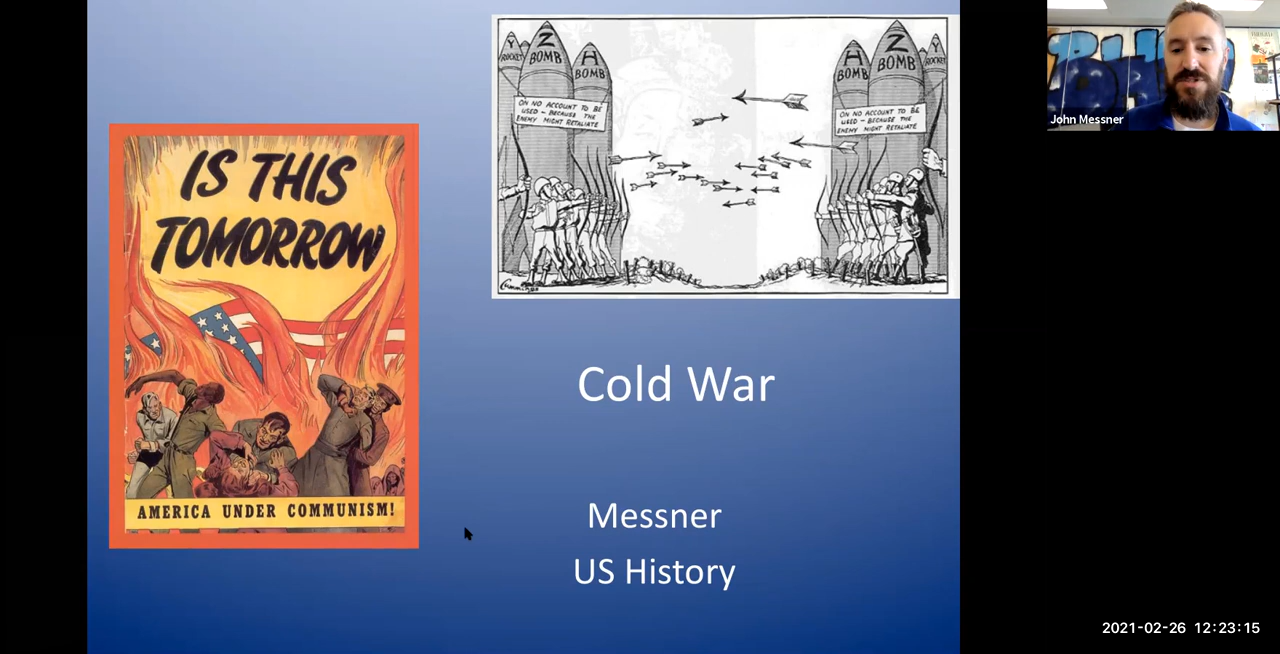 IS THIS
TOMORROW
AMERICA UNDER COMMUNISM!
Y
ROCKET
Z
BOMB
H
BOMB
ON NO ACCOUNT TO BE
USED – BECAUSE THE
ENEMY MIGHT RETALIATE
H
BOMB
Z
BOMB
Y
ROCKET
ON NO ACCOUNT TO BE
USED – BECAUSE THE
ENEMY MIGHT RETALIATE
Cold War
Messner
US History
John Messner
2021-02-26 12:23:15